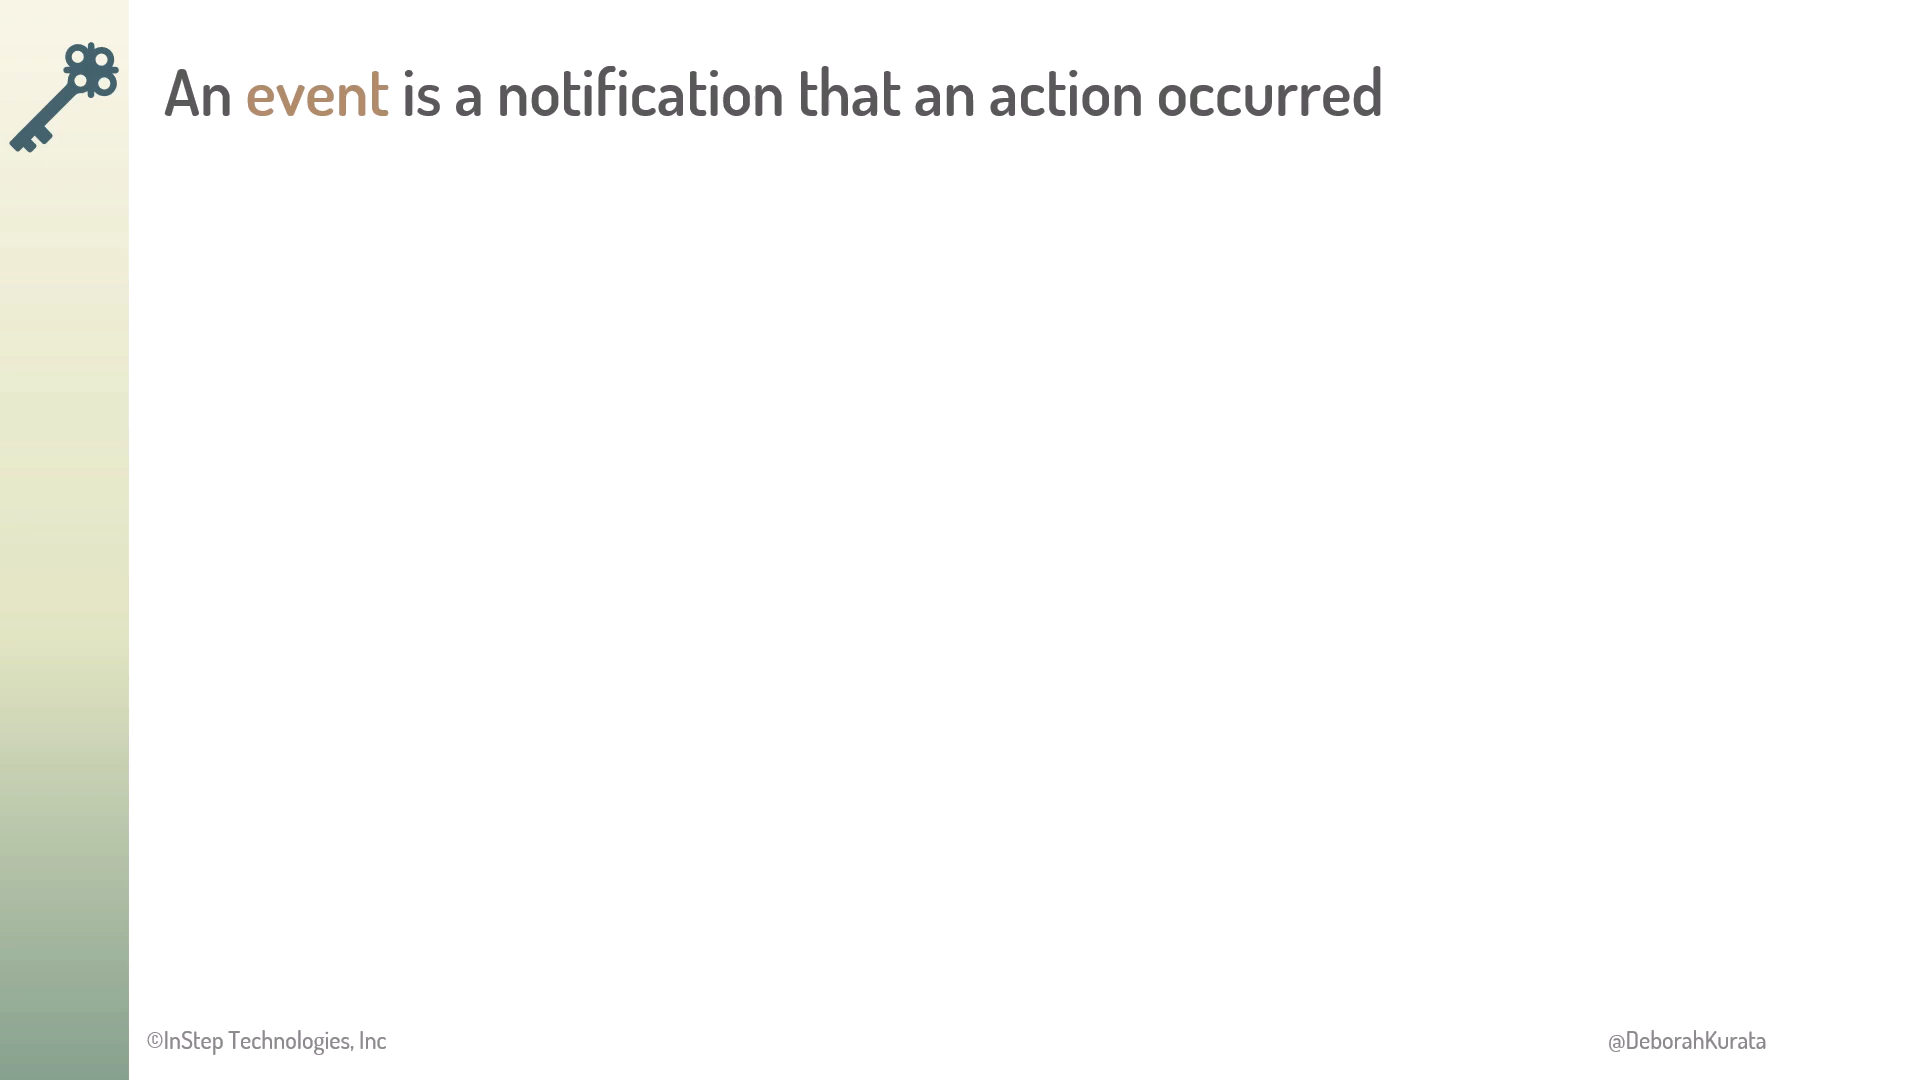 An event is a notification that an action occurred
©InStep Technologies, Inc
@DeborahKurata